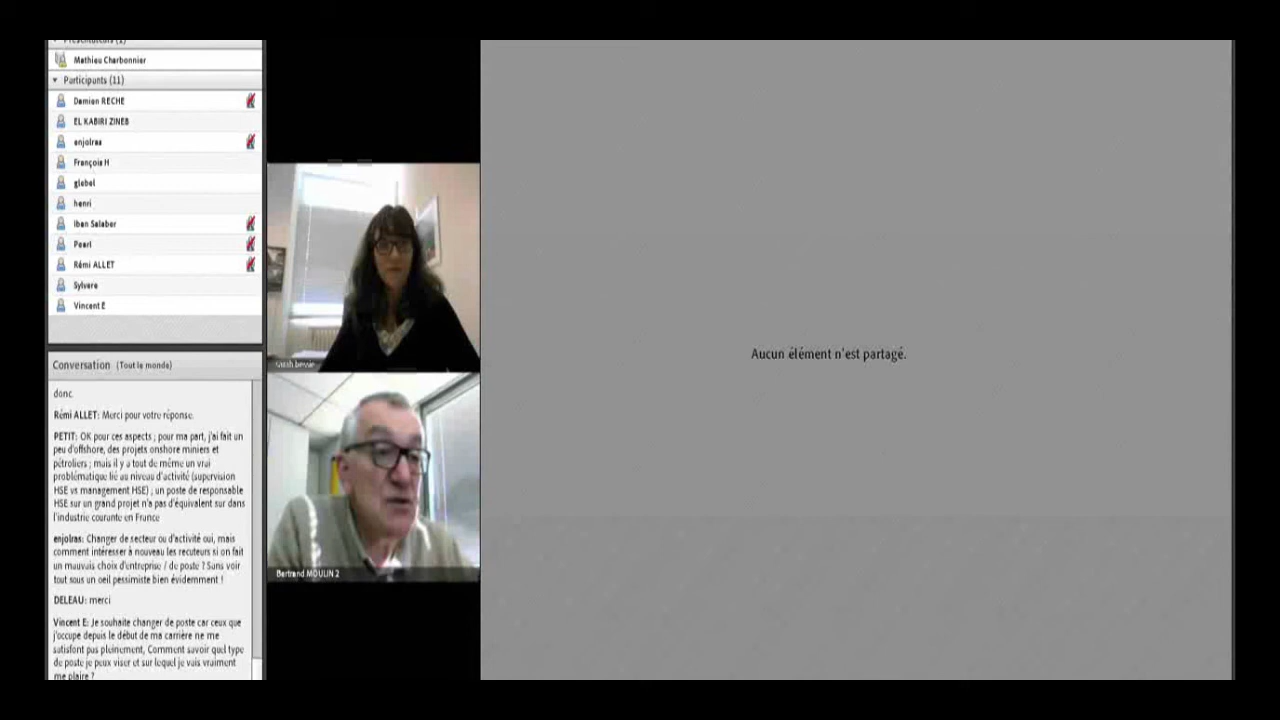 Mathieu Charbonnier
Participants (11)
Damien RECHE
EL KABIRI ZINEB
enjolras
François H
glebel
henri
Iban Salaber
Pearl
Rémi ALLET
Sylvere
Vincent E
Conversation (Tout le monde)
donc.
Rémi ALLET: Merci pour votre réponse.
PETIT: OK pour ces aspects ; pour ma part, j'ai fait un
peu d'offshore, des projets onshore miniers et
pétroliers ; mais il y a tout de même un vrai
problématique lié au niveau d'activité (supervision
HSE vs management HSE) ; un poste de responsable
HSE sur un grand projet n'a pas d'équivalent sur dans
l'industrie courante en France
enjolras: Changer de secteur ou d'activité oui, mais
comment intéresser à nouveau les recuteurs si on fait
un mauvais choix d'entreprise / de poste ? Sans voir
tout sous un oeil pessimiste bien évidemment !
DELEAU: merci
Vincent E: Je souhaite changer de poste car ceux que
j'occupe depuis le début de ma carrière ne me
satisfont pas pleinement, Comment savoir quel type
de poste je peux viser et sur lequel je vais vraiment
me plaire ?
Bertrand MOULIN 2
Aucun élément n'est partagé.